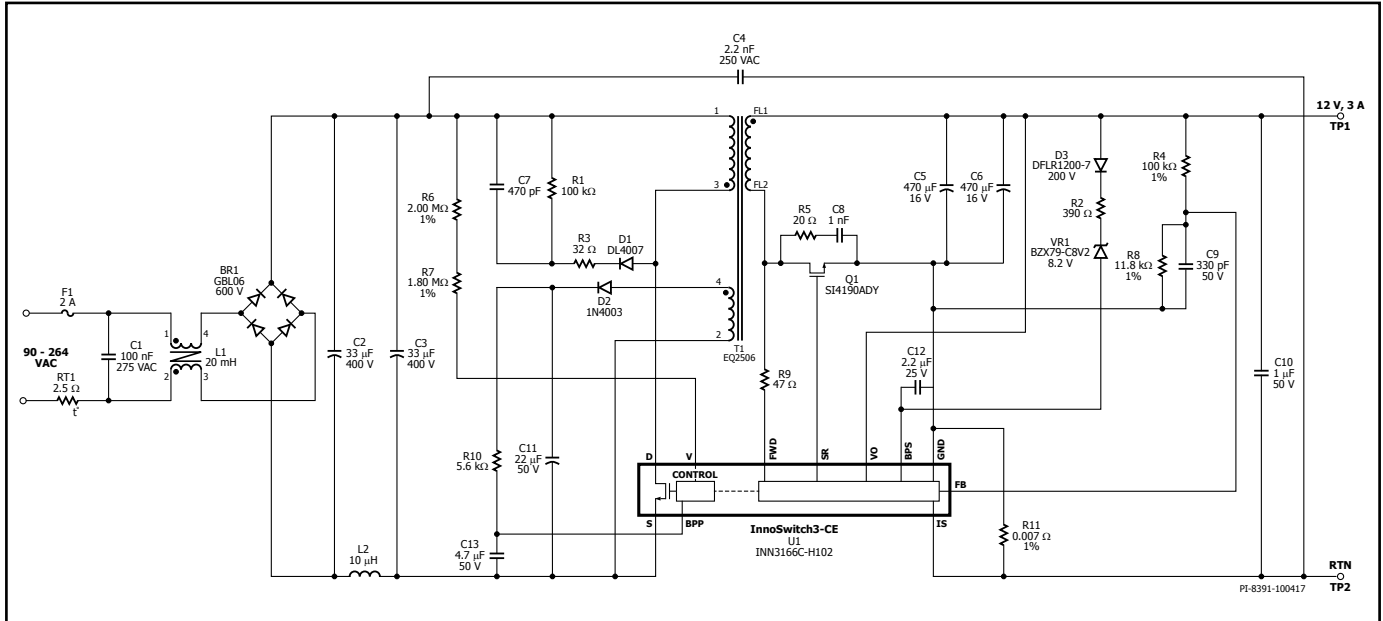 C4
2.2 nF
250 VAC
1
FL1
12 V, 3 A
TP1
C7
470 pF
R1
100 kΩ
3
FL2
R6
2.00 MΩ
1%
R3
32 Ω
D1
DL4007
R5
20 Ω
C8
1 nF
C5
470 μF
16 V
C6
470 μF
16 V
D3
DFLR1200-7
200 V
R2
390 Ω
VR1
BZX79-C8V2
8.2 V
R4
100 kΩ
1%
R8
11.8 kΩ
1%
C9
330 pF
50 V
BR1
GBL06
600 V
R7
1.80 MΩ
1%
D2
1N4003
4
2
T1
EQ2506
Q1
SI4190ADY
F1
2 A
90 - 264
VAC
C1
100 nF
275 VAC
1
4
L1
20 mH
2
3
RT1
2.5 Ω
t°
C2
33 μF
400 V
C3
33 μF
400 V
R9
47 Ω
C12
2.2 μF
25 V
C10
1 μF
50 V
R10
5.6 kΩ
C11
22 μF
50 V
D
V
FWD
SR
VO
BPS
GND
CONTROL
FB
S
BPP
IS
InnoSwitch3-CE
U1
INN3166C-H102
R11
0.007 Ω
1%
C13
4.7 μF
50 V
L2
10 μH
RTN
TP2
PI-8391-100417